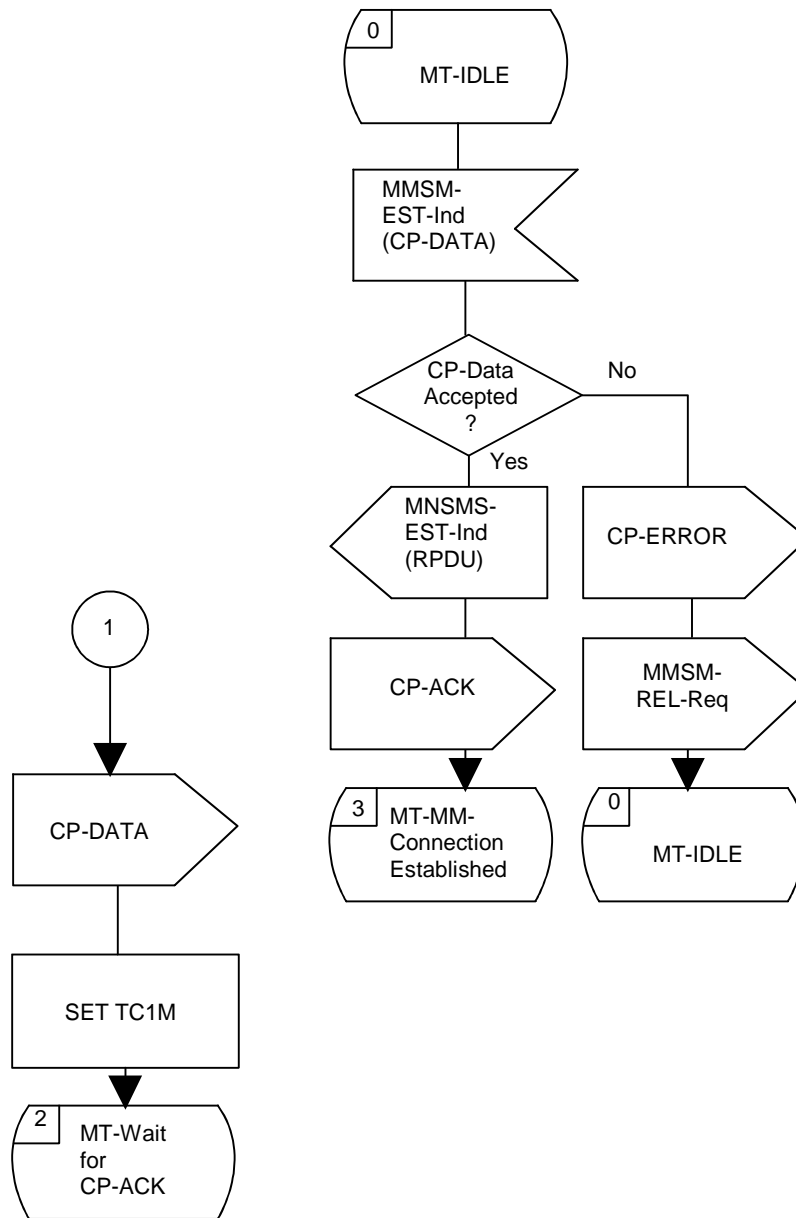 0
MT-IDLE
MMSM-
EST-Ind
(CP-DATA)
CP-Data
Accepted
?
No
Yes
MNSMS-
EST-Ind
(RPDU)
CP-ERROR
1
CP-ACK
MMSM-
REL-Req
3
MT-MM-
Connection
Established
0
MT-IDLE
CP-DATA
SET TC1M
2
MT-Wait
for
CP-ACK